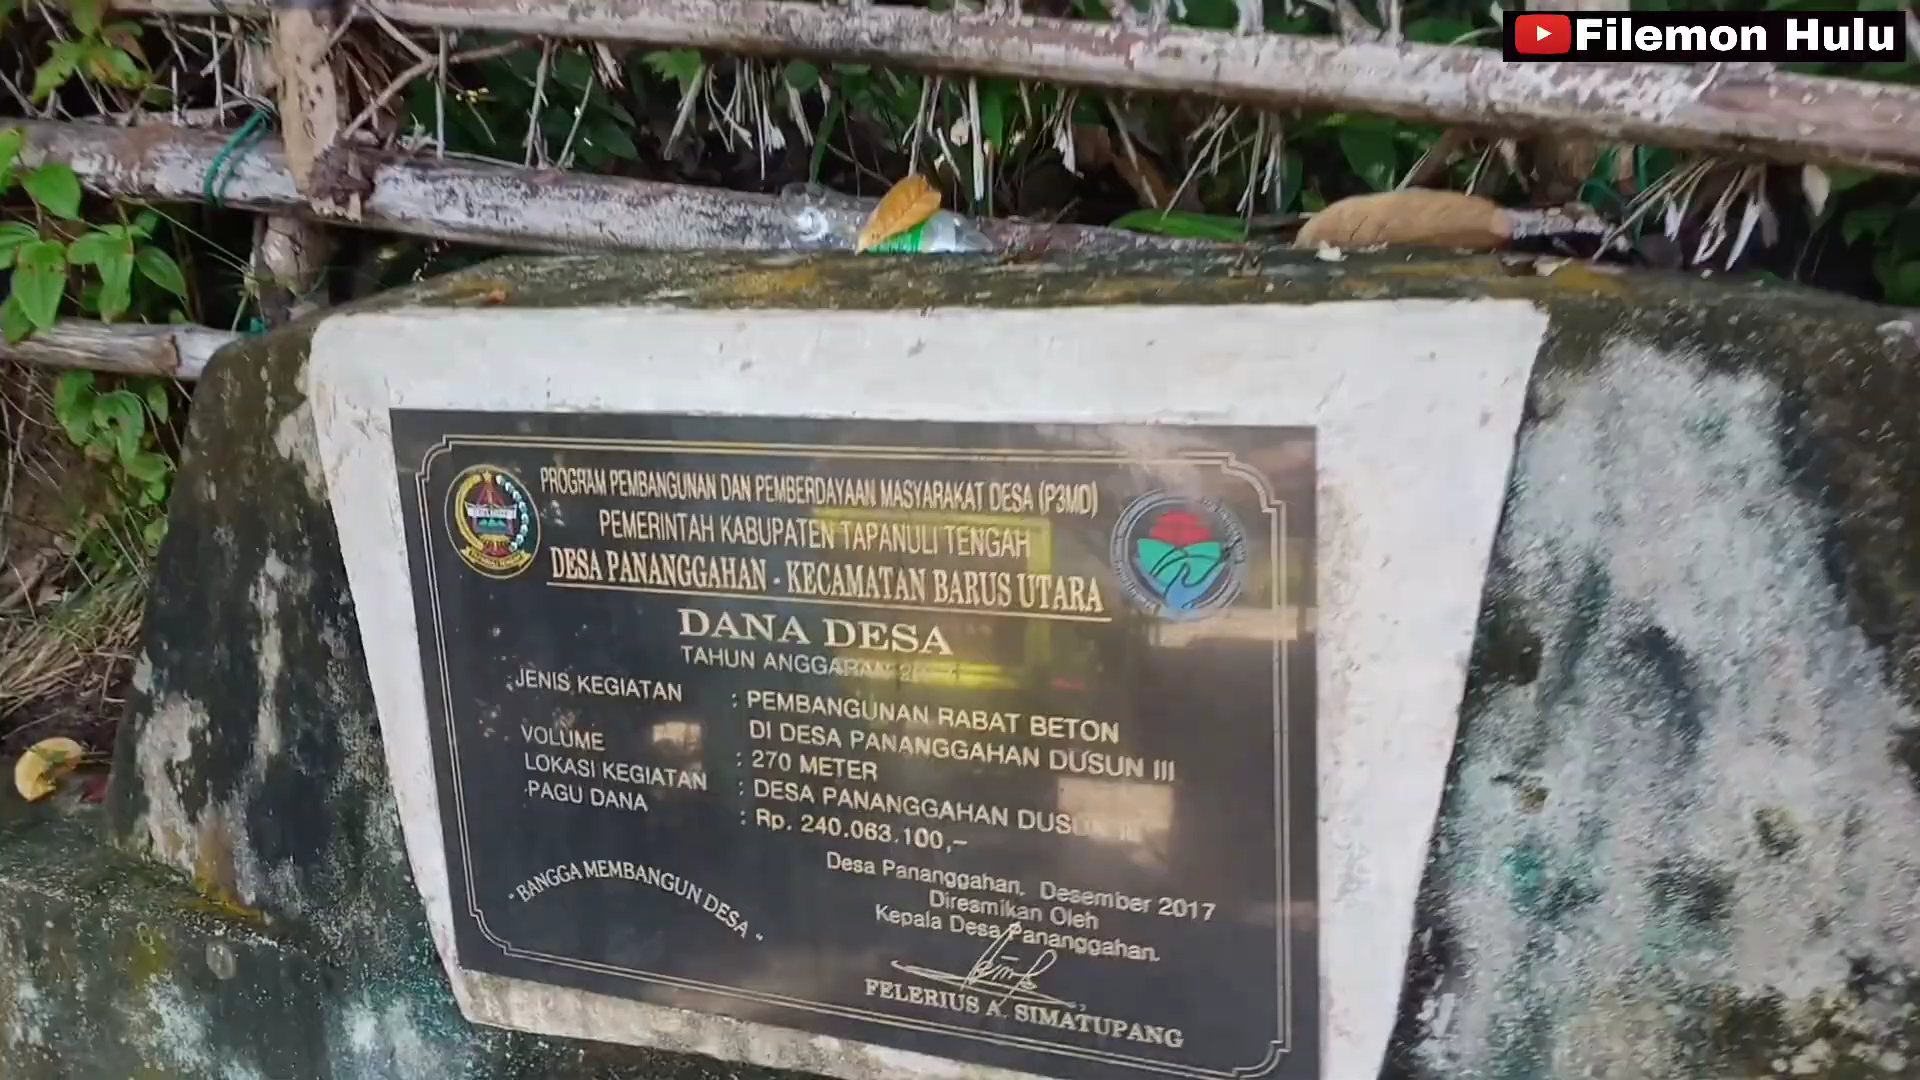 Filemon Hulu
PROGRAM PEMBANGUNAN DAN PEMBERDAYAAN MASYARAKAT DESA (P3MD)
PEMERINTAH KABUPATEN TAPANULI TENGAH
DESA PANANGGAHAN - KECAMATAN BARUS UTARA
DANA DESA
TAHUN ANGGARAN
JENIS KEGIATAN : PEMBANGUNAN RABAT BETON
DI DESA PANANGGAHAN DUSUN III
VOLUME : 270 METER
LOKASI KEGIATAN : DESA PANANGGAHAN DUSUN III
PAGU DANA : Rp. 240.063.100,-
"BANGGA MEMBANGUN DESA"
Desa Pananggahan, Desember 2017
Diresmikan Oleh
Kepala Desa Pananggahan.
FELERIUS A. SIMATUPANG